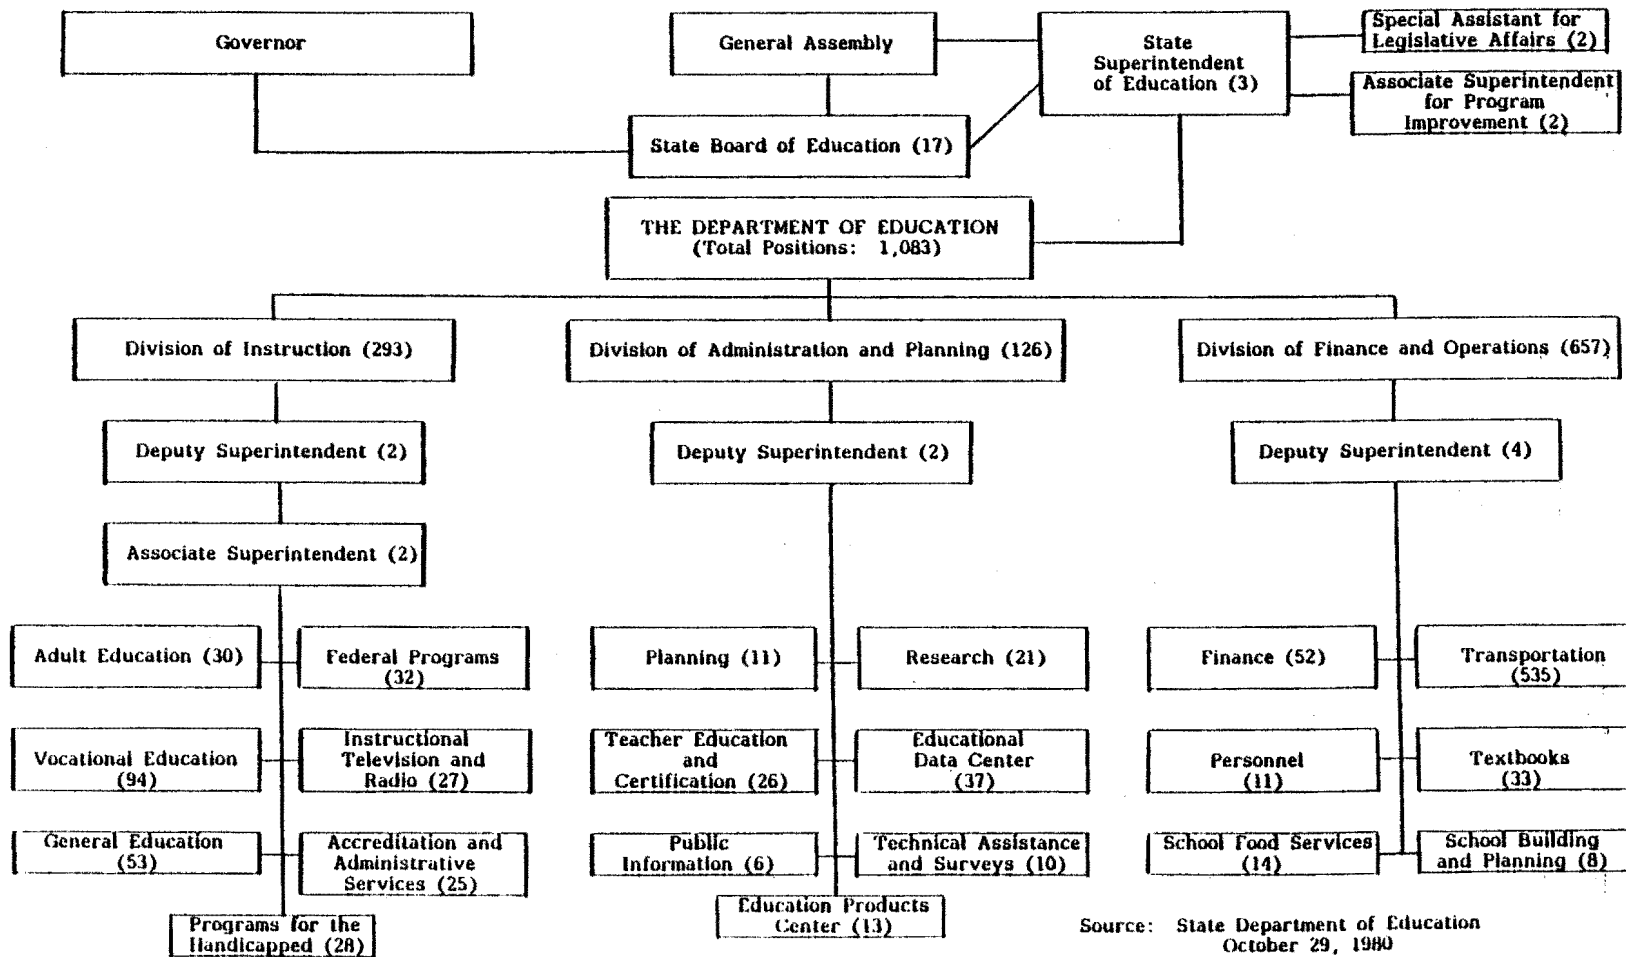 Governor
General Assembly
State
Superintendent
of Education (3)
Special Assistant for
Legislative Affairs (2)
Associate Superintendent
for Program
Improvement (2)
State Board of Education (17)
THE DEPARTMENT OF EDUCATION
(Total Positions: 1,083)
Division of Instruction (293)
Division of Administration and Planning (126)
Division of Finance and Operations (657)
Deputy Superintendent (2)
Deputy Superintendent (2)
Deputy Superintendent (4)
Associate Superintendent (2)
Adult Education (30)
Federal Programs
(32)
Planning (11)
Research (21)
Finance (52)
Transportation
(535)
Vocational Education
(94)
Instructional
Television and
Radio (27)
Teacher Education
and
Certification (26)
Educational
Data Center
(37)
Personnel
(11)
Textbooks
(33)
General Education
(53)
Accreditation and
Administrative
Services (25)
Public
Information (6)
Technical Assistance
and Surveys (10)
School Food Services
(14)
School Building
and Planning (8)
Programs for the
Handicapped (28)
Education Products
Center (13)
Source: State Department of Education
October 29, 1980